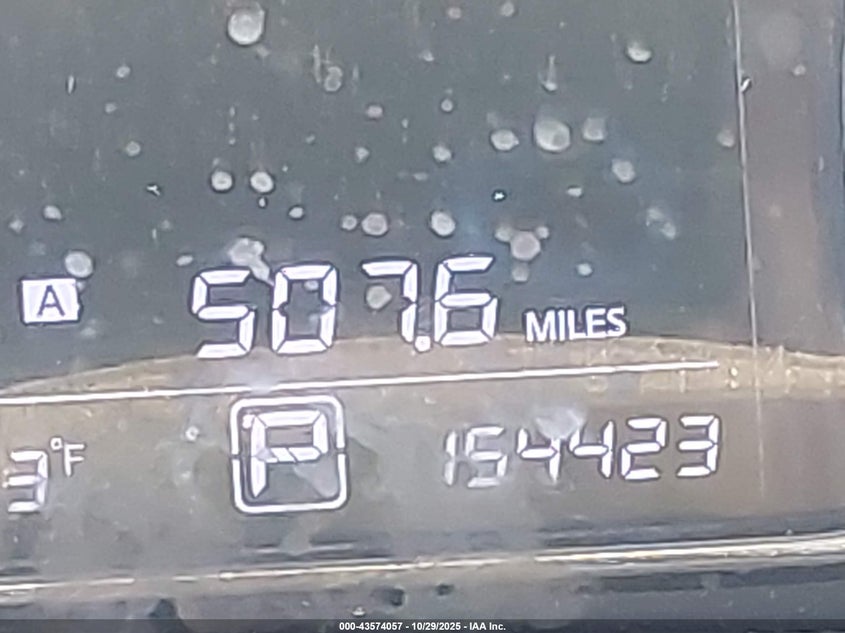 A 507.6 MILES
3°F P 154423
000-43574057 - 10/29/2025 - IAA Inc.